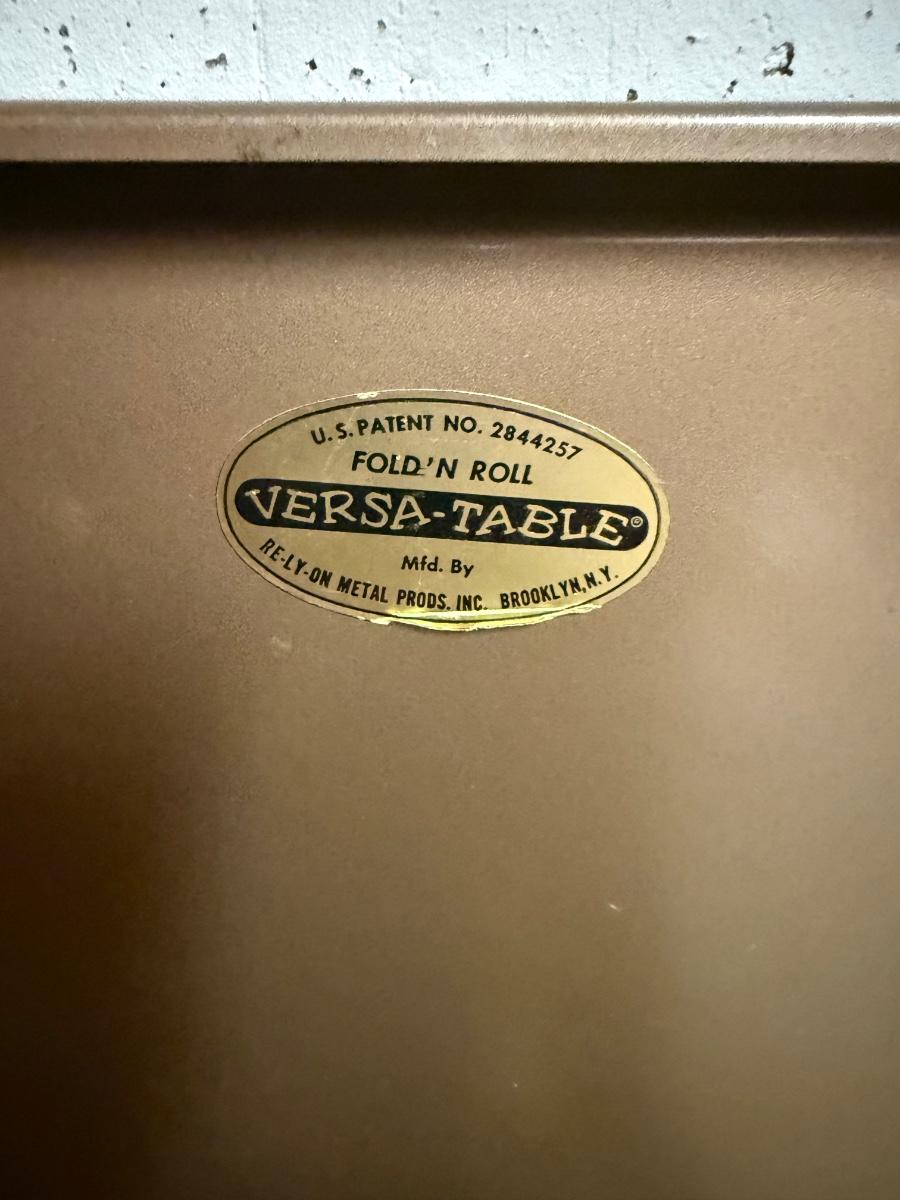 U.S. PATENT NO. 2844257
FOLD 'N ROLL
VERSA-TABLE©
Mfd. By
RE-LY-ON METAL PRODS. INC. BROOKLYN, N.Y.